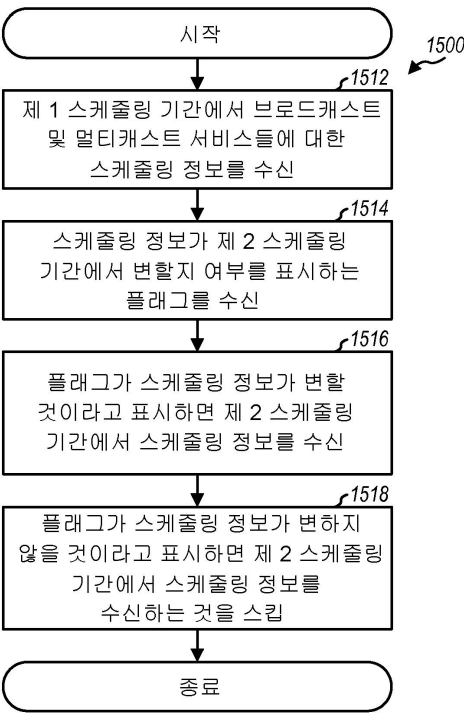 시작
1500
1512
제 1 스케줄링 기간에서 브로드캐스트
및 멀티캐스트 서비스들에 대한
스케줄링 정보를 수신
1514
스케줄링 정보가 제 2 스케줄링
기간에서 변할지 여부를 표시하는
플래그를 수신
1516
플래그가 스케줄링 정보가 변할
것이라고 표시하면 제 2 스케줄링
기간에서 스케줄링 정보를 수신
1518
플래그가 스케줄링 정보가 변하지
않을 것이라고 표시하면 제 2 스케줄링
기간에서 스케줄링 정보를
수신하는 것을 스킵
종료